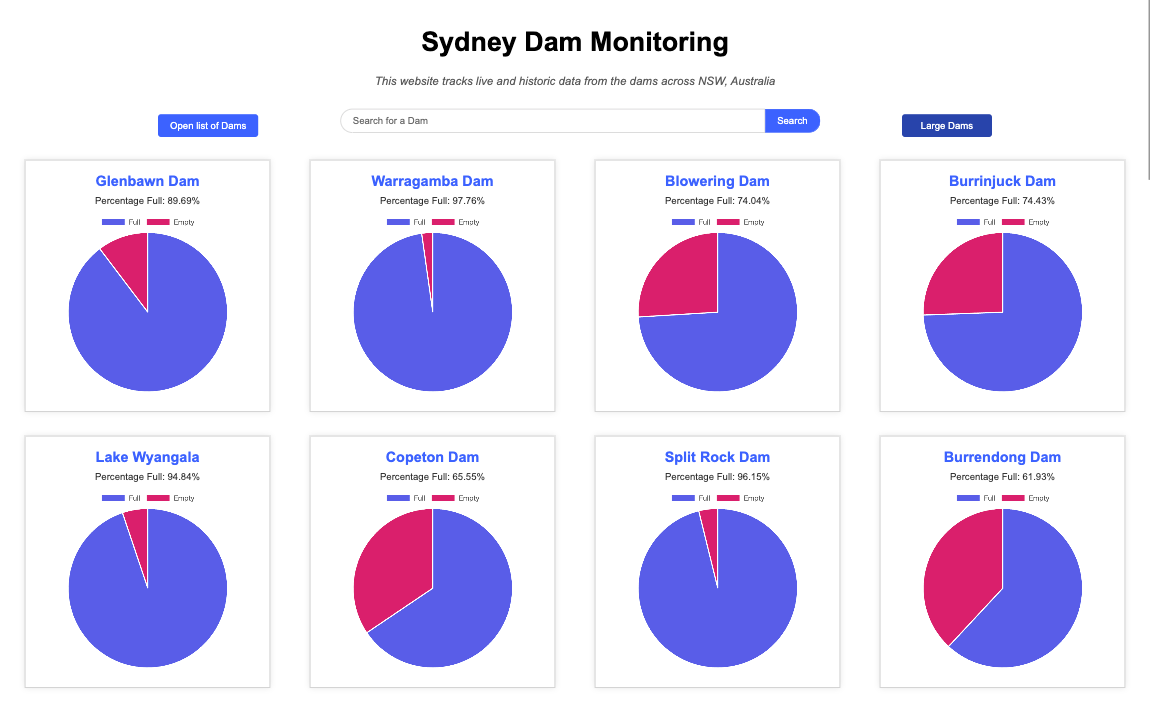 Sydney Dam Monitoring
This website tracks live and historic data from the dams across NSW, Australia
Open list of Dams
Search for a Dam
Search
Large Dams
Glenbawn Dam
Percentage Full: 89.69%
Full Empty
Warragamba Dam
Percentage Full: 97.76%
Full Empty
Blowering Dam
Percentage Full: 74.04%
Full Empty
Burrinjuck Dam
Percentage Full: 74.43%
Full Empty
Lake Wyangala
Percentage Full: 94.84%
Full Empty
Copeton Dam
Percentage Full: 65.55%
Full Empty
Split Rock Dam
Percentage Full: 96.15%
Full Empty
Burrendong Dam
Percentage Full: 61.93%
Full Empty